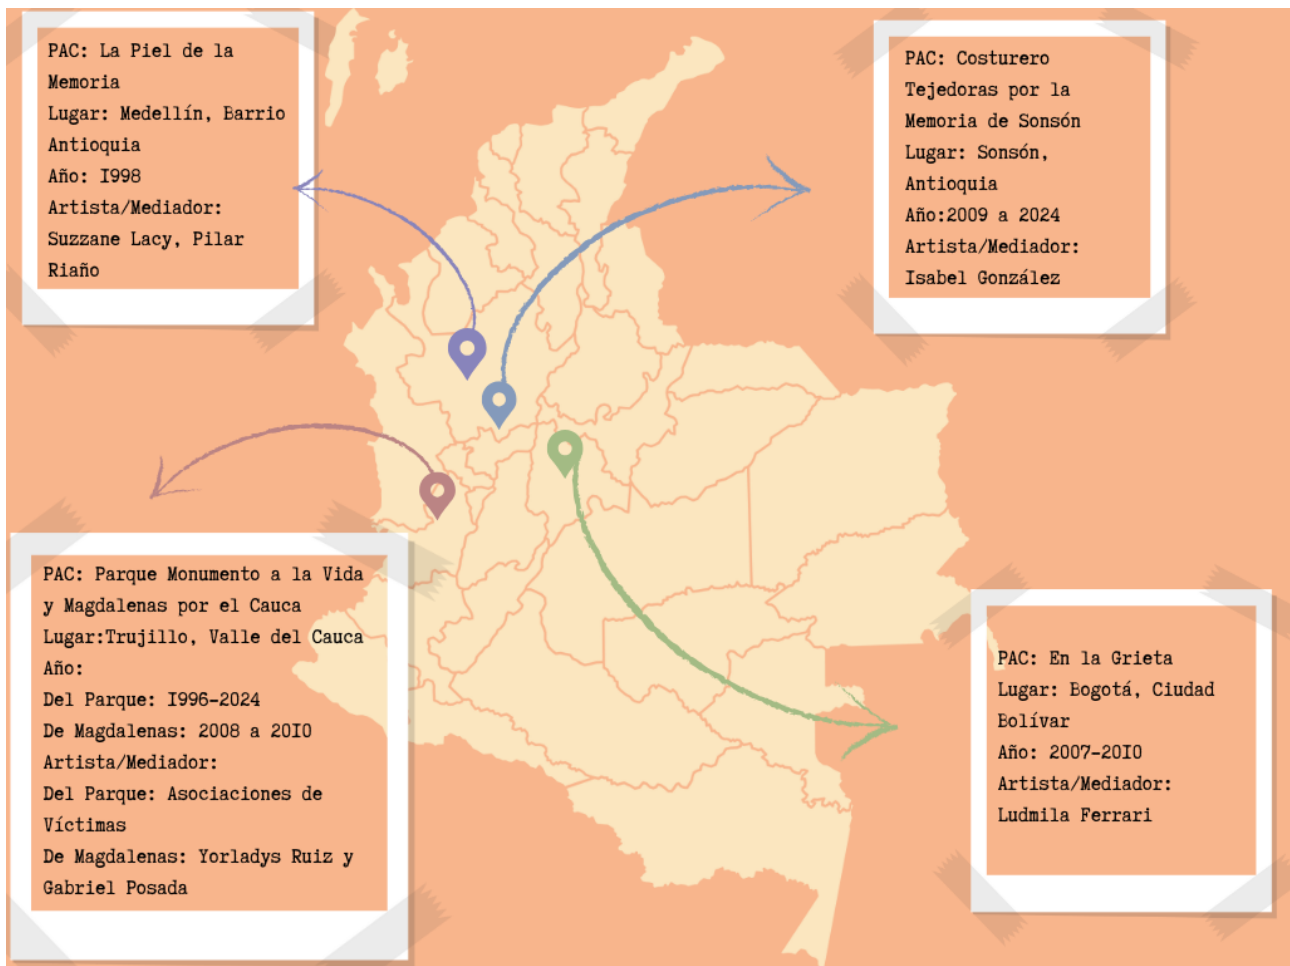 PAC: La Piel de la
Memoria
Lugar: Medellín, Barrio
Antioquia
Año: I998
Artista/Mediador:
Suzzane Lacy, Pilar
Riaño
PAC: Costurero
Tejedoras por la
Memoria de Sonsón
Lugar: Sonsón,
Antioquia
Año:2009 a 2024
Artista/Mediador:
Isabel González
PAC: Parque Monumento a la Vida
y Magdalenas por el Cauca
Lugar:Trujillo, Valle del Cauca
Año:
Del Parque: I996-2024
De Magdalenas: 2008 a 20I0
Artista/Mediador:
Del Parque: Asociaciones de
Víctimas
De Magdalenas: Yorladys Ruiz y
Gabriel Posada
PAC: En la Grieta
Lugar: Bogotá, Ciudad
Bolívar
Año: 2007-20I0
Artista/Mediador:
Ludmila Ferrari